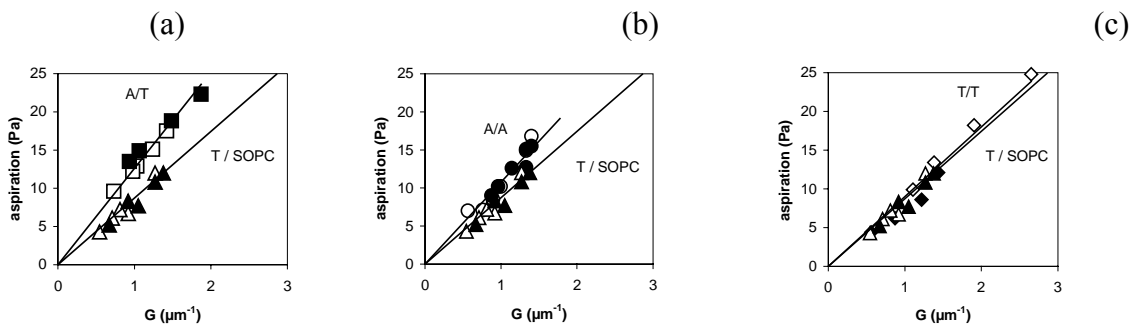 (a)
25
20
15
10
5
0
aspiration (Pa)
A/T
T / SOPC
0 1 2 3
G (µm⁻¹)
(b)
25
20
15
10
5
0
aspiration (Pa)
A/A
T / SOPC
0 1 2 3
G (µm⁻¹)
(c)
25
20
15
10
5
0
aspiration (Pa)
T/T
T / SOPC
0 1 2 3
G (µm⁻¹)